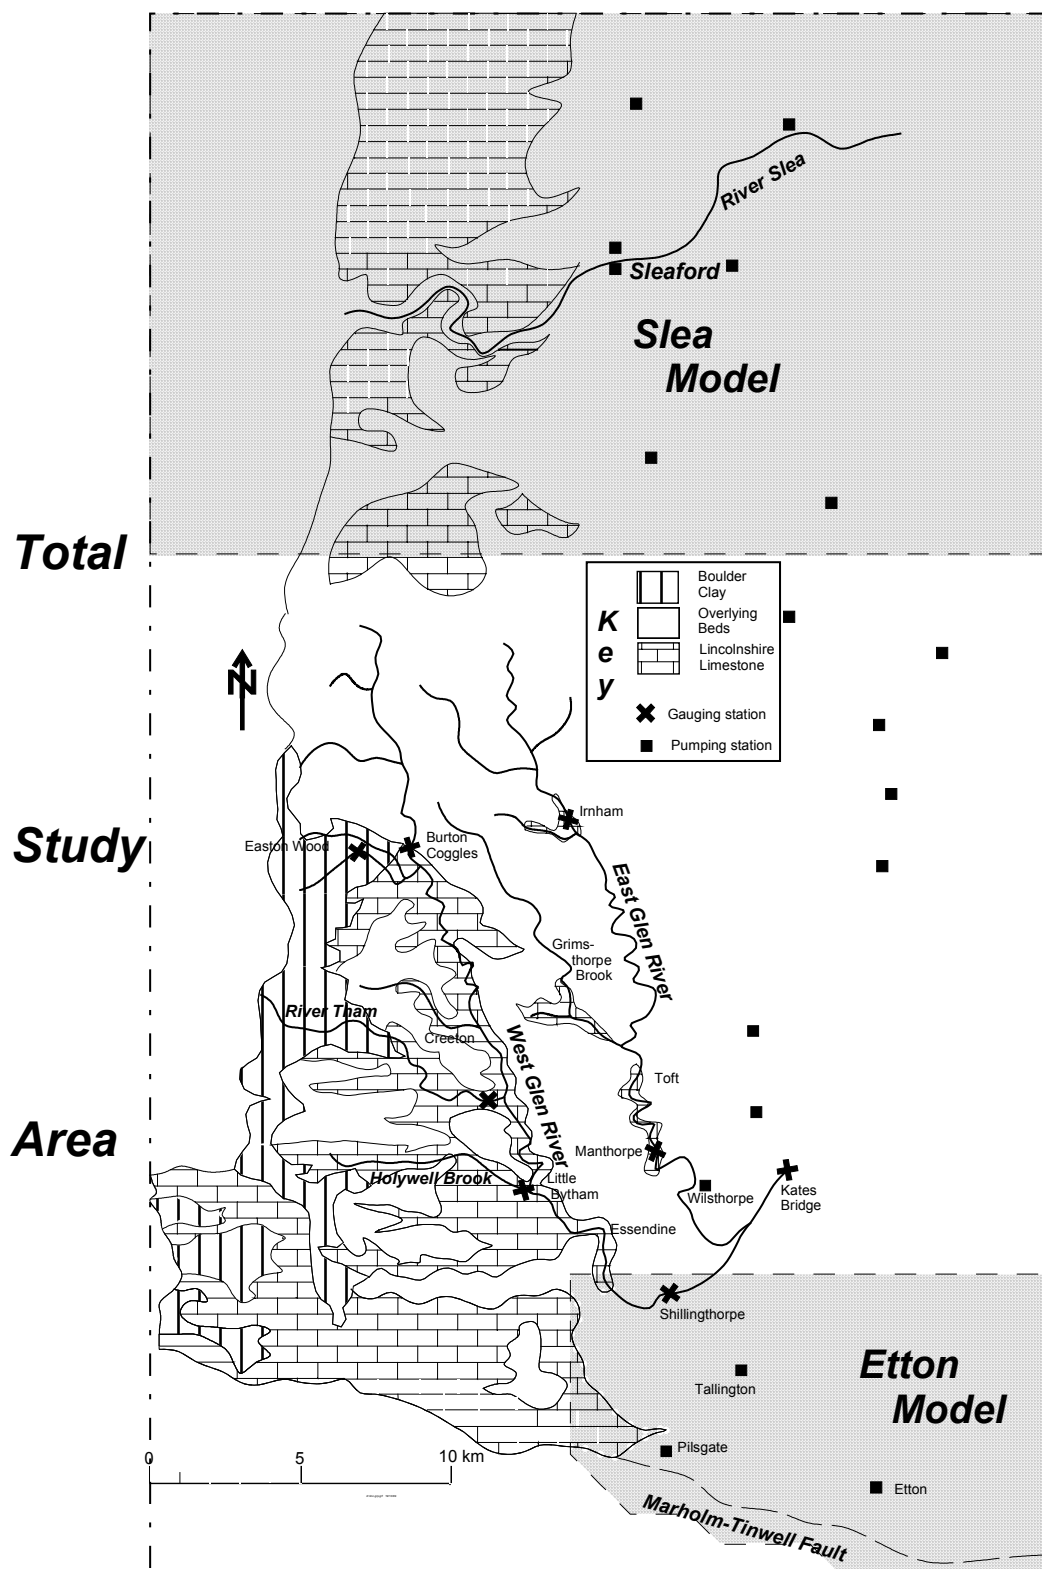 River Slea
Sleaford
Slea
Model
Total
Boulder
Clay
Overlying
Beds
Lincolnshire
Limestone
K
e
y
Gauging station
Pumping station
N
Irnham
Study
Easton Wood
Burton
Coggles
East Glen River
Grims-
thorpe
Brook
River Tham
Creeton
West Glen River
Toft
Area
Manthorpe
Holywell Brook
Little
Bytham
Wilsthorpe
Kates
Bridge
Essendine
Shillingthorpe
Etton
Model
Tallington
Pilsgate
0 5 10 km
Etton
Marholm-Tinwell Fault